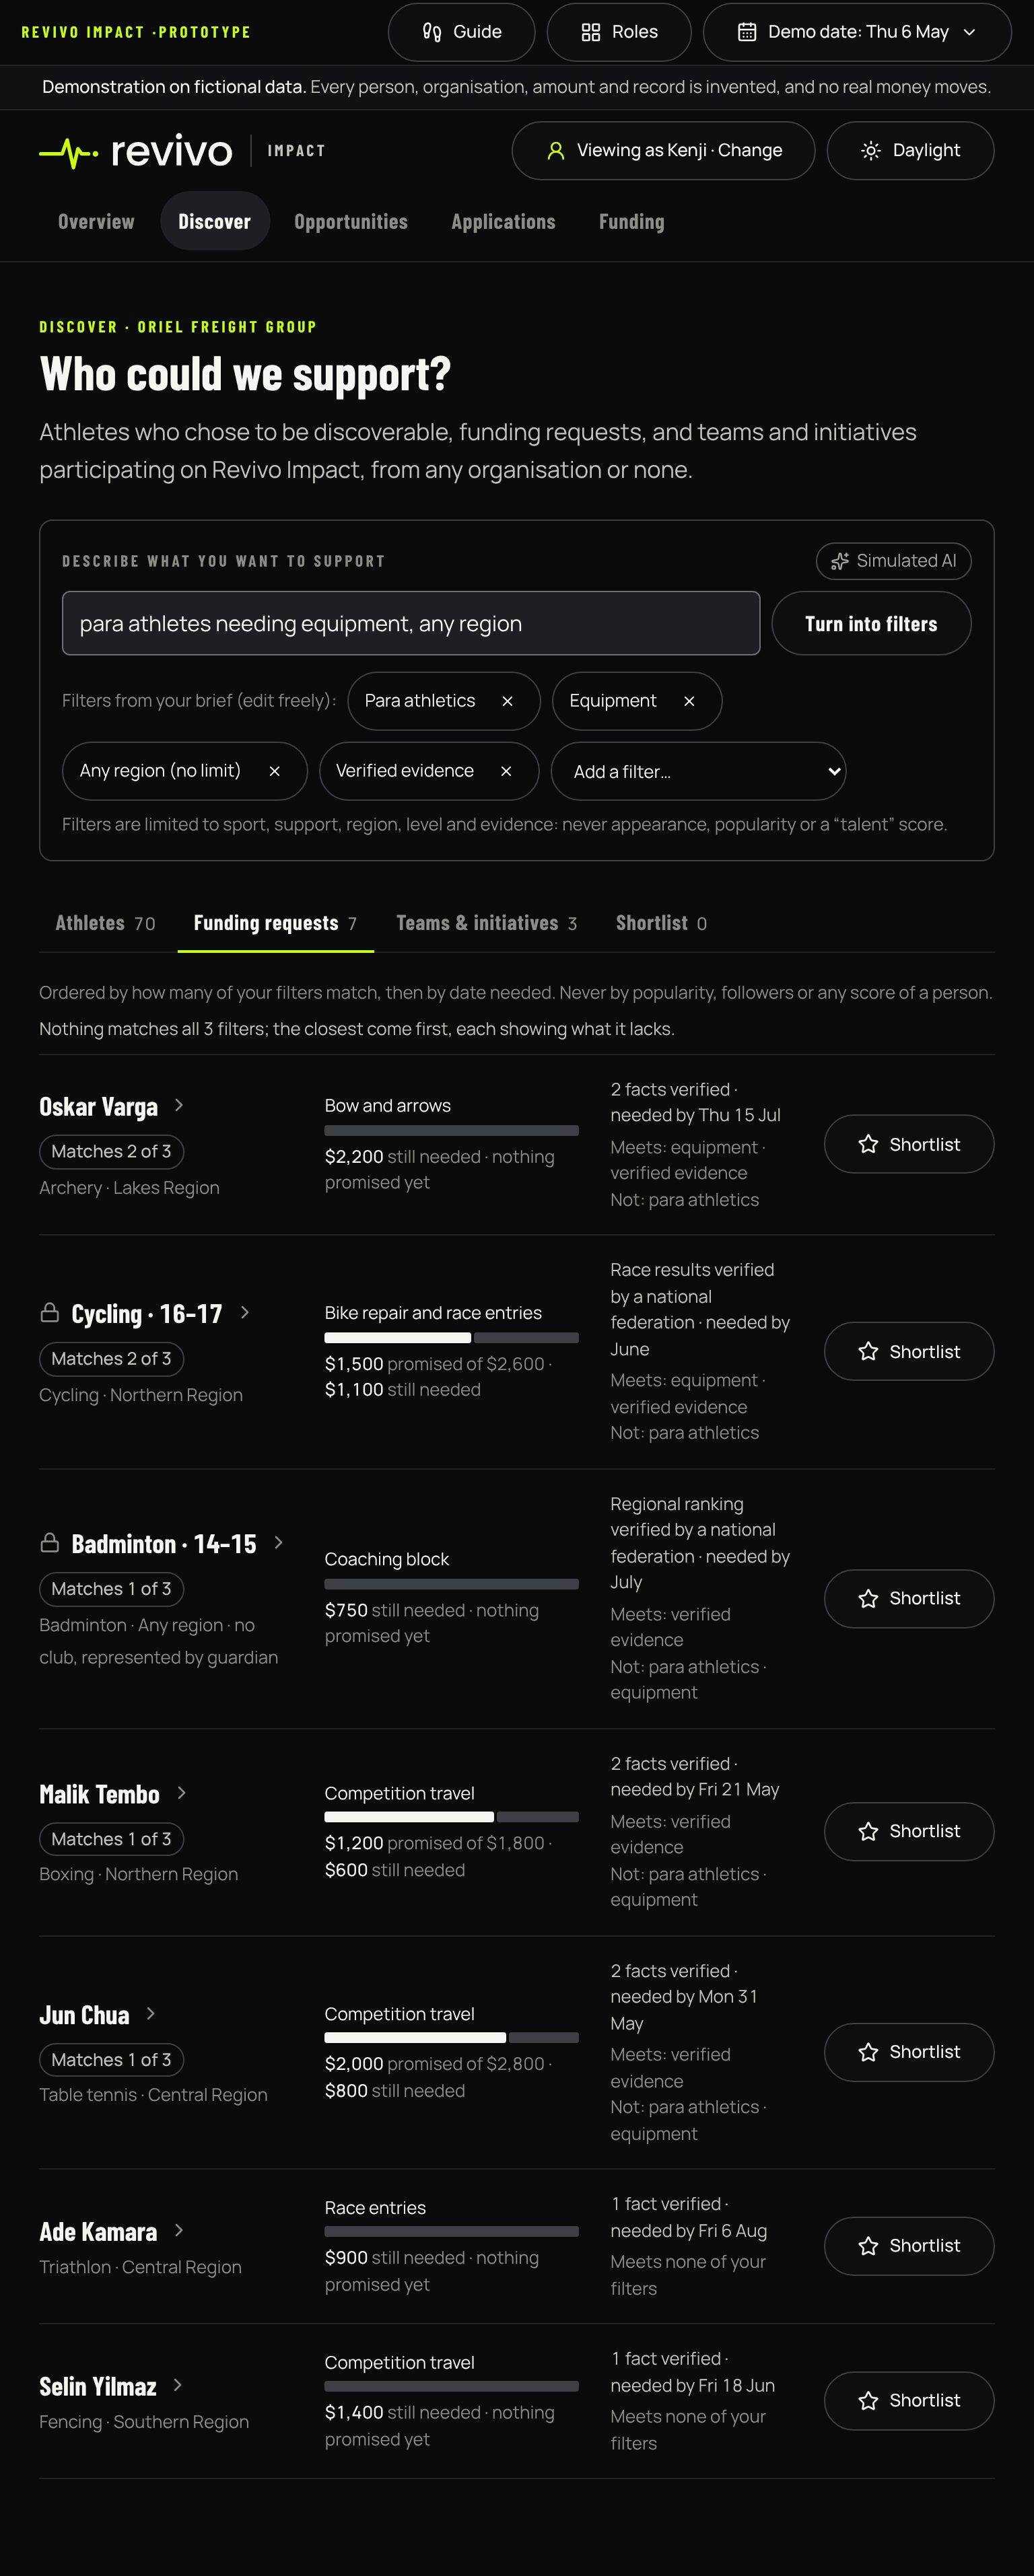 REVIVO IMPACT ·PROTOTYPE
Guide
Roles
Demo date: Thu 6 May
Demonstration on fictional data. Every person, organisation, amount and record is invented, and no real money moves.
revivo
IMPACT
Viewing as Kenji · Change
Daylight
Overview
Discover
Opportunities
Applications
Funding
DISCOVER · ORIEL FREIGHT GROUP
Who could we support?
Athletes who chose to be discoverable, funding requests, and teams and initiatives
participating on Revivo Impact, from any organisation or none.
DESCRIBE WHAT YOU WANT TO SUPPORT
Simulated AI
para athletes needing equipment, any region
Turn into filters
Filters from your brief (edit freely):
Para athletics ×
Equipment ×
Any region (no limit) ×
Verified evidence ×
Add a filter...
Filters are limited to sport, support, region, level and evidence: never appearance, popularity or a “talent” score.
Athletes 70
Funding requests 7
Teams & initiatives 3
Shortlist 0
Ordered by how many of your filters match, then by date needed. Never by popularity, followers or any score of a person.
Nothing matches all 3 filters; the closest come first, each showing what it lacks.
Oskar Varga
Matches 2 of 3
Archery · Lakes Region
Bow and arrows
$2,200 still needed · nothing
promised yet
2 facts verified ·
needed by Thu 15 Jul
Meets: equipment ·
verified evidence
Not: para athletics
Shortlist
Cycling · 16–17
Matches 2 of 3
Cycling · Northern Region
Bike repair and race entries
$1,500 promised of $2,600 ·
$1,100 still needed
Race results verified
by a national
federation · needed by
June
Meets: equipment ·
verified evidence
Not: para athletics
Shortlist
Badminton · 14–15
Matches 1 of 3
Badminton · Any region · no
club, represented by guardian
Coaching block
$750 still needed · nothing
promised yet
Regional ranking
verified by a national
federation · needed by
July
Meets: verified
evidence
Not: para athletics ·
equipment
Shortlist
Malik Tembo
Matches 1 of 3
Boxing · Northern Region
Competition travel
$1,200 promised of $1,800 ·
$600 still needed
2 facts verified ·
needed by Fri 21 May
Meets: verified
evidence
Not: para athletics ·
equipment
Shortlist
Jun Chua
Matches 1 of 3
Table tennis · Central Region
Competition travel
$2,000 promised of $2,800 ·
$800 still needed
2 facts verified ·
needed by Mon 31
May
Meets: verified
evidence
Not: para athletics ·
equipment
Shortlist
Ade Kamara
Triathlon · Central Region
Race entries
$900 still needed · nothing
promised yet
1 fact verified ·
needed by Fri 6 Aug
Meets none of your
filters
Shortlist
Selin Yilmaz
Fencing · Southern Region
Competition travel
$1,400 still needed · nothing
promised yet
1 fact verified ·
needed by Fri 18 Jun
Meets none of your
filters
Shortlist